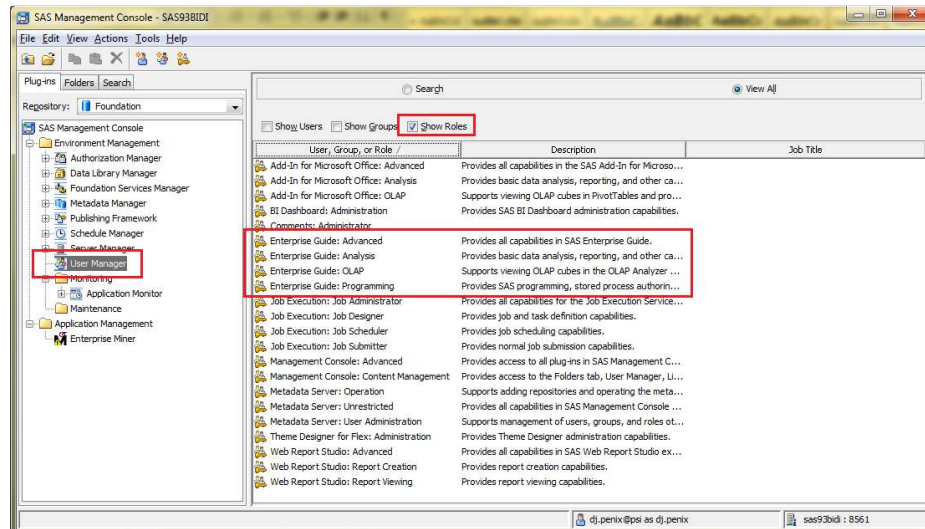 SAS Management Console - SAS93BIDI
File Edit View Actions Tools Help
Plug-ins Folders Search
Repository: Foundation
SAS Management Console
Environment Management
Authorization Manager
Data Library Manager
Foundation Services Manager
Metadata Manager
Publishing Framework
Schedule Manager
Server Manager
User Manager
Monitoring
Application Monitor
Maintenance
Application Management
Enterprise Miner
Search View All
Show Users Show Groups Show Roles
User, Group, or Role / Description Job Title
Add-In for Microsoft Office: Advanced Provides all capabilities in the SAS Add-In for Microso...
Add-In for Microsoft Office: Analysis Provides basic data analysis, reporting, and other ca...
Add-In for Microsoft Office: OLAP Supports viewing OLAP cubes in PivotTables and pro...
BI Dashboard: Administration Provides SAS BI Dashboard administration capabilities.
Comments: Administrator
Enterprise Guide: Advanced Provides all capabilities in SAS Enterprise Guide.
Enterprise Guide: Analysis Provides basic data analysis, reporting, and other ca...
Enterprise Guide: OLAP Supports viewing OLAP cubes in the OLAP Analyzer ...
Enterprise Guide: Programming Provides SAS programming, stored process authorin...
Job Execution: Job Administrator Provides all capabilities for the Job Execution Service...
Job Execution: Job Designer Provides job and task definition capabilities.
Job Execution: Job Scheduler Provides job scheduling capabilities.
Job Execution: Job Submitter Provides normal job submission capabilities.
Management Console: Advanced Provides access to all plug-ins in SAS Management C...
Management Console: Content Management Provides access to the Folders tab, User Manager, Li...
Metadata Server: Operation Supports adding repositories and operating the meta...
Metadata Server: Unrestricted Provides all capabilities in SAS Management Console ...
Metadata Server: User Administration Supports management of users, groups, and roles ot...
Theme Designer for Flex: Administration Provides Theme Designer administration capabilities.
Web Report Studio: Advanced Provides all capabilities in SAS Web Report Studio ex...
Web Report Studio: Report Creation Provides report creation capabilities.
Web Report Studio: Report Viewing Provides report viewing capabilities.
dj.penix@psi as dj.penix sas93bidi : 8561